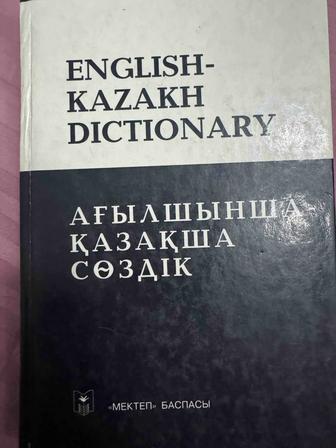 ENGLISH-
KAZAKH
DICTIONARY
АҒЫЛШЫНША-
ҚАЗАҚША
СӨЗДІК
«МЕКТЕП» БАСПАСЫ